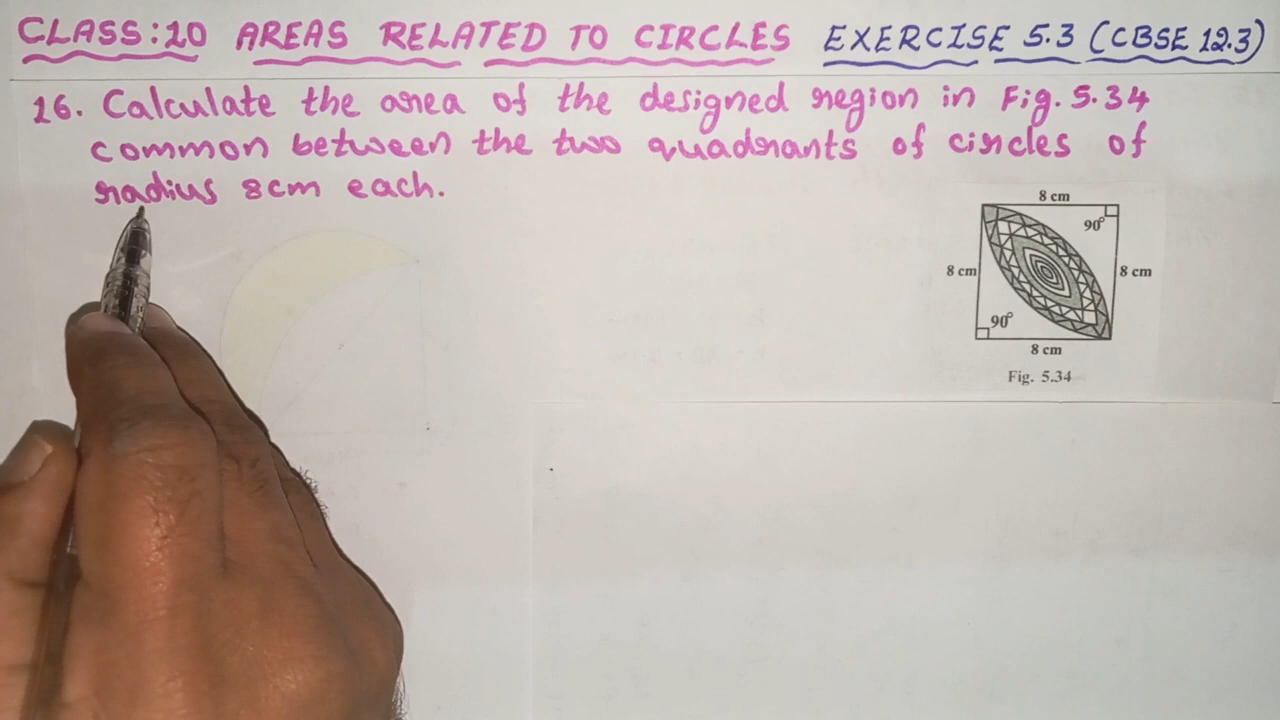 CLASS:10 AREAS RELATED TO CIRCLES EXERCISE 5.3 (CBSE 12.3)
16. Calculate the area of the designed region in Fig. 5.34
common between the two quadrants of circles of
radius 8cm each.
8 cm
90°
8 cm
8 cm
90°
8 cm
Fig. 5.34